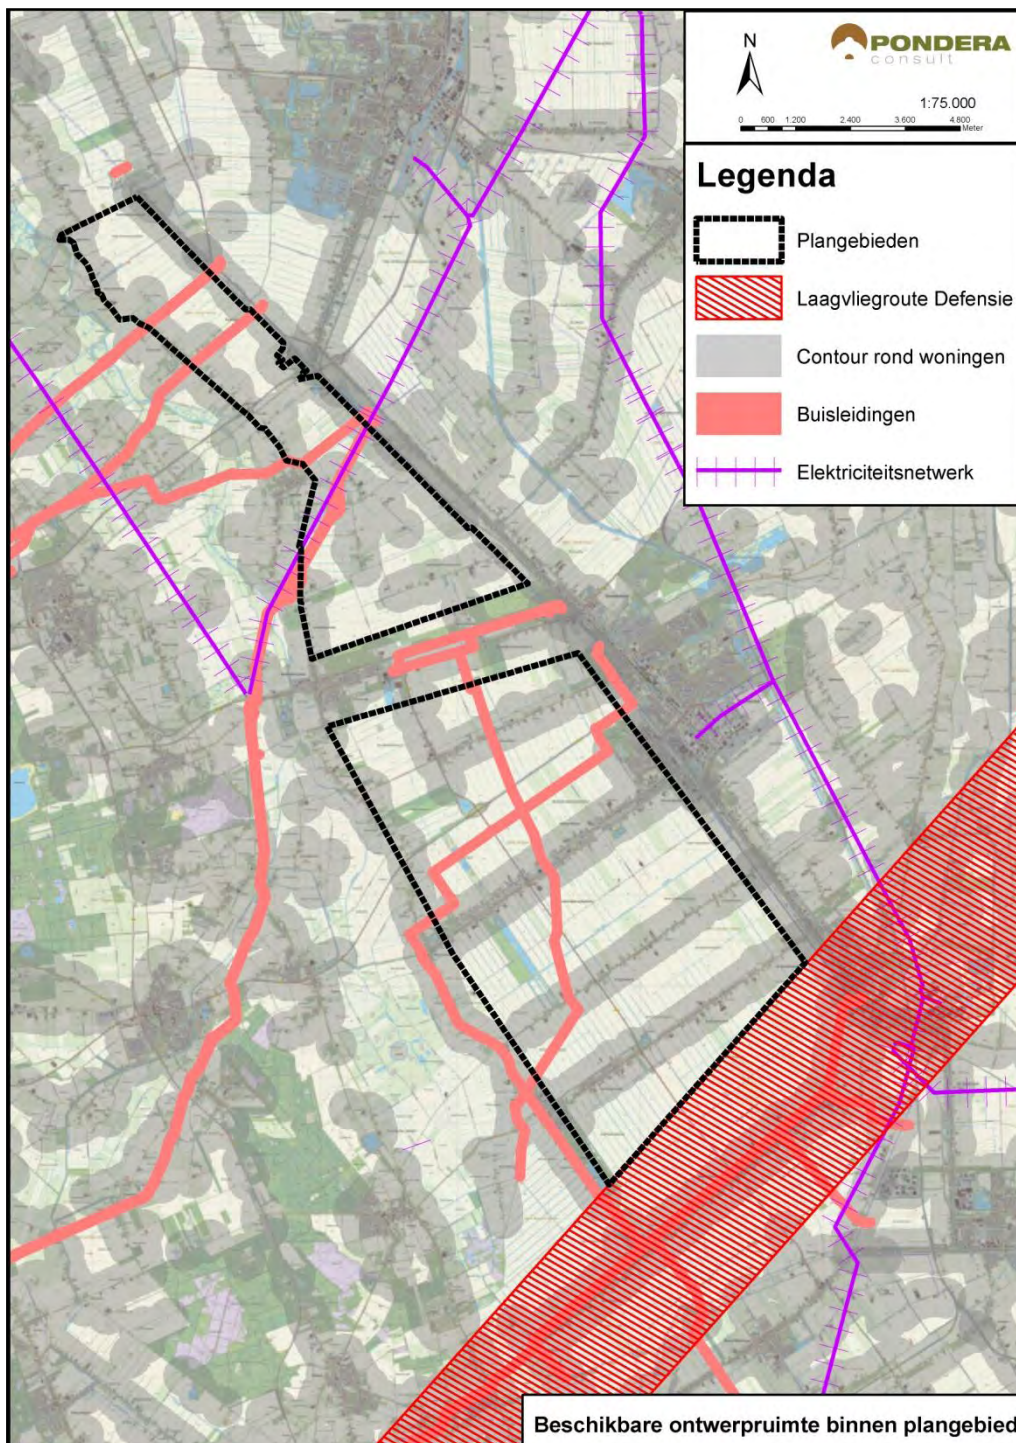 N
PONDERA
consult
1:75.000
0 600 1.200 2.400 3.600 4.800
Meter
Legenda
Plangebieden
Laagvliegroute Defensie
Contour rond woningen
Buisleidingen
Elektriciteitsnetwerk
Beschikbare ontwerpruimte binnen plangebied